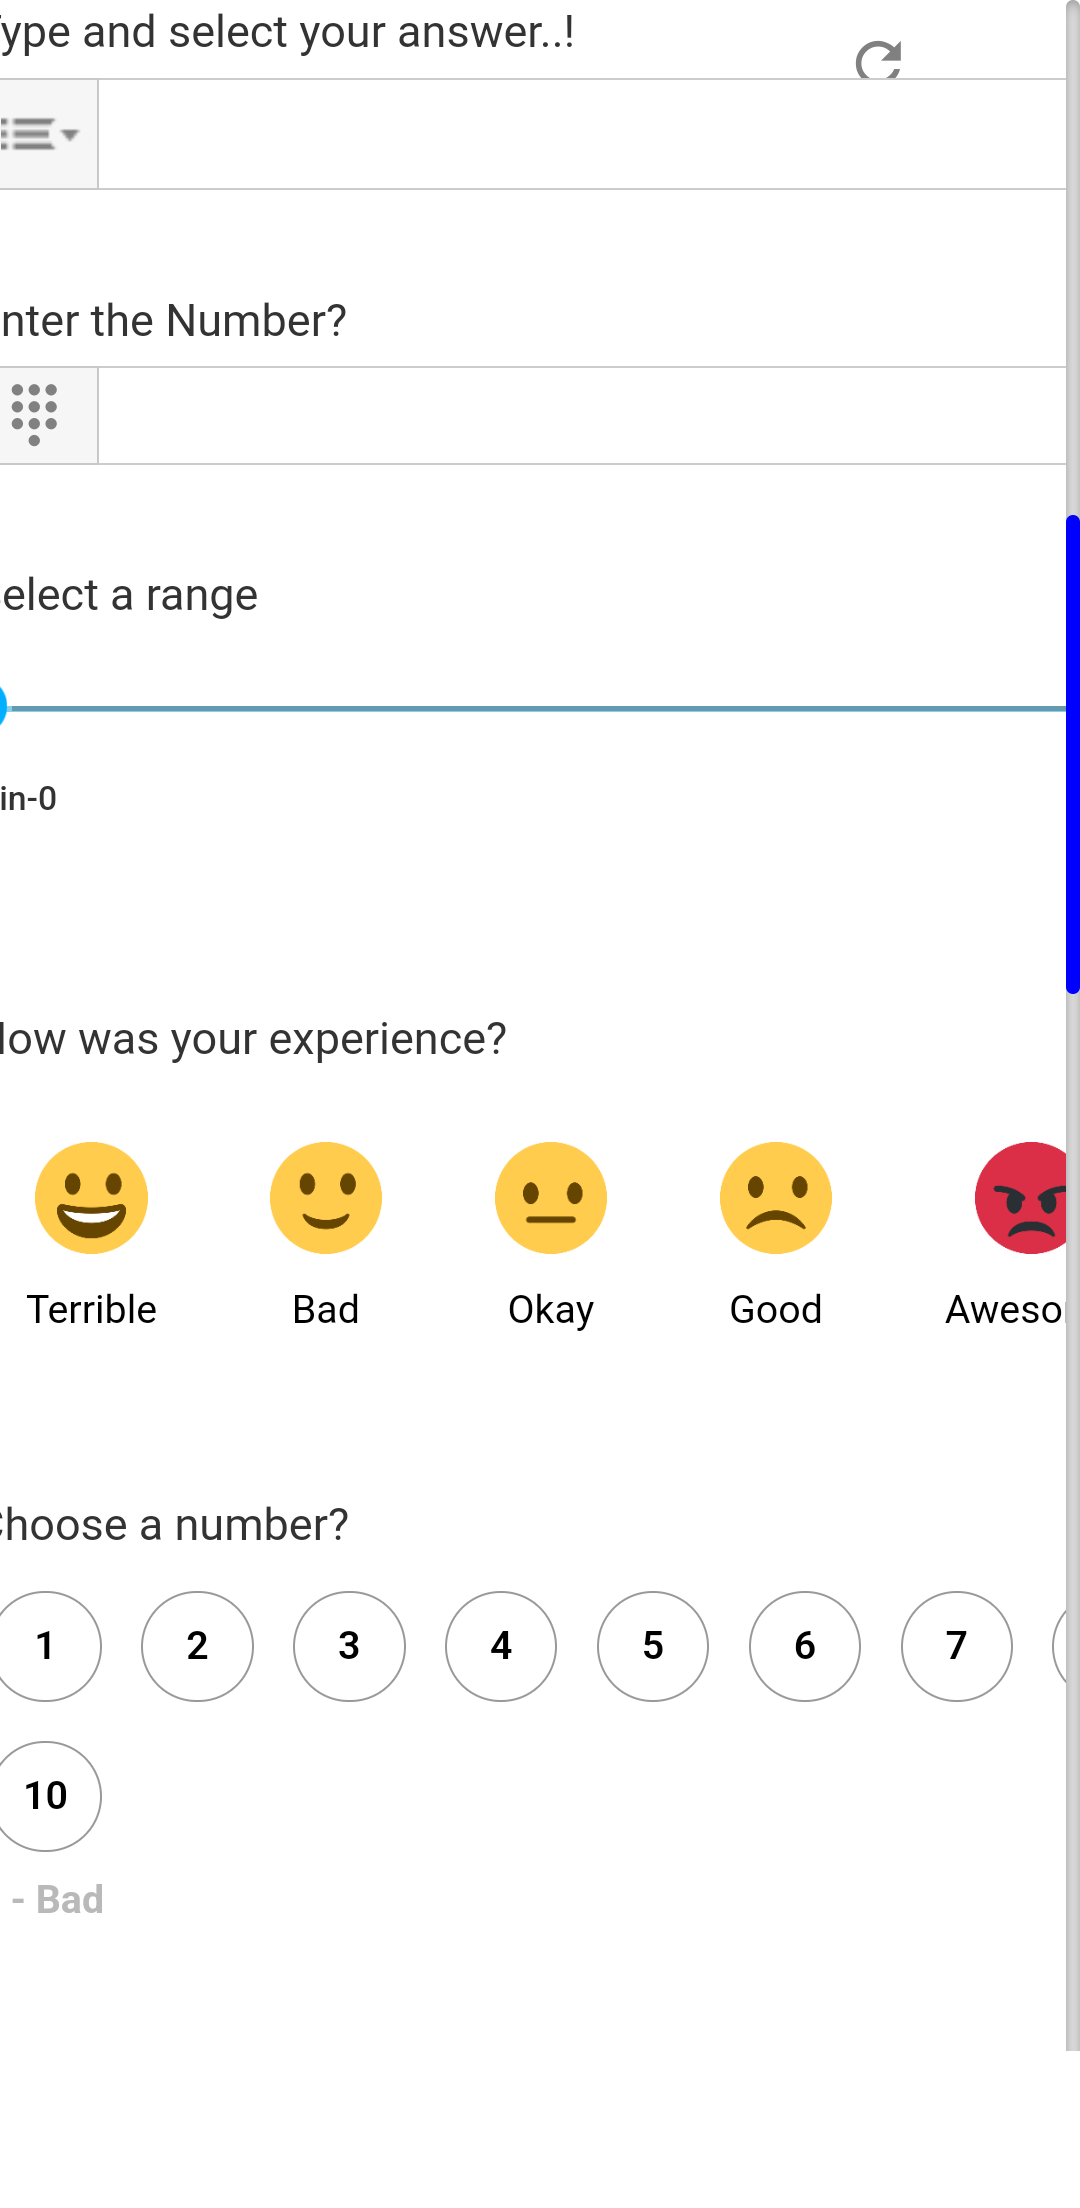 ype and select your answer..!
nter the Number?
elect a range
in-0
ow was your experience?
Terrible Bad Okay Good Aweso
hoose a number?
1 2 3 4 5 6 7
10
- Bad